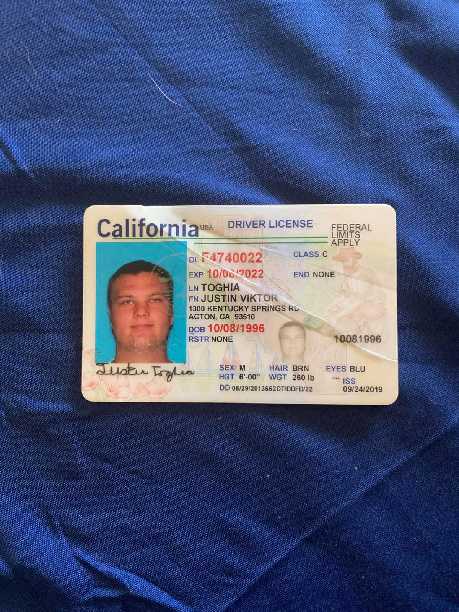 California USA DRIVER LICENSE
FEDERAL
LIMITS
APPLY
DL F4740022 CLASS C
EXP 10/08/2022 END NONE
LN TOGHIA
FN JUSTIN VIKTOR
1300 KENTUCKY SPRINGS RD
ACTON, CA 93510
DOB 10/08/1996
RSTR NONE
10081996
Justin Toghia
SEX M HAIR BRN EYES BLU
HGT 6'-00" WGT 260 lb
ISS
DD
09/24/2019